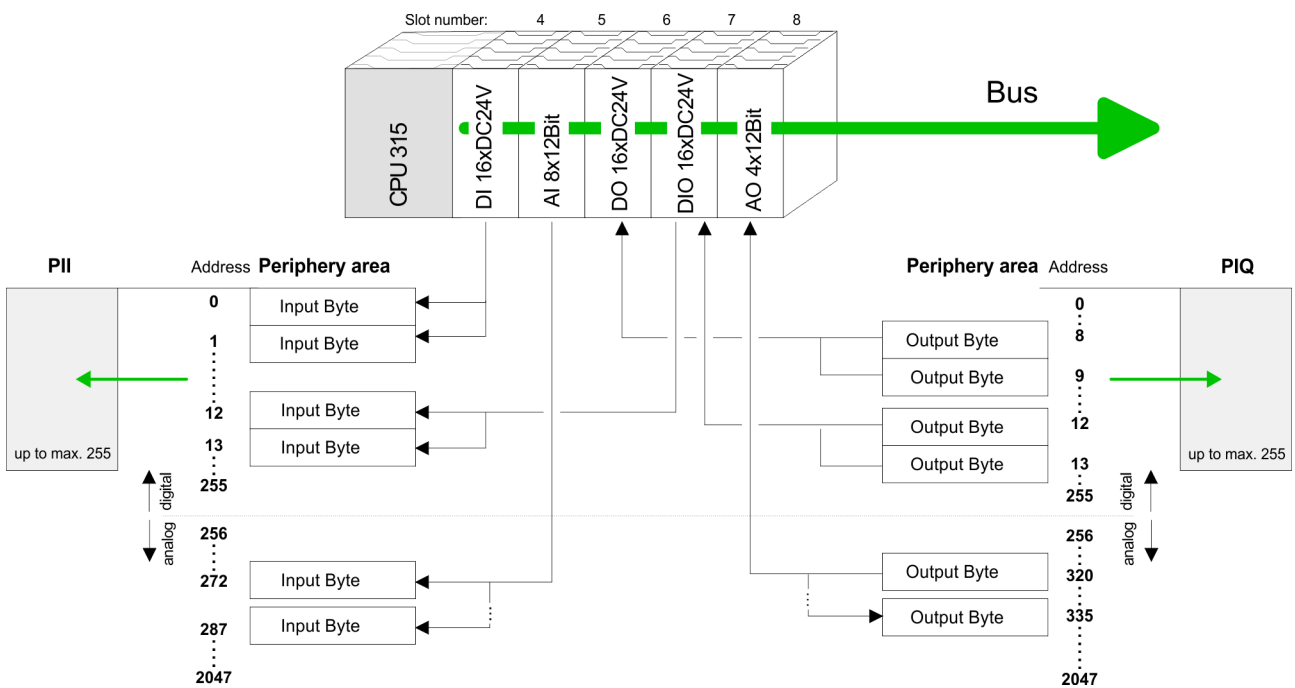 Slot number: 4 5 6 7 8
CPU 315
DI 16xDC24V
AI 8x12Bit
DO 16xDC24V
DIO 16xDC24V
AO 4x12Bit
Bus
PII
Address Periphery area
0 Input Byte
1 Input Byte
12 Input Byte
13 Input Byte
up to max. 255
255
digital
analog
256
272 Input Byte
287 Input Byte
2047
Periphery area Address
PIQ
0
Output Byte 8
Output Byte 9
Output Byte 12
Output Byte 13
up to max. 255
255
digital
analog
256
Output Byte 320
Output Byte 335
2047